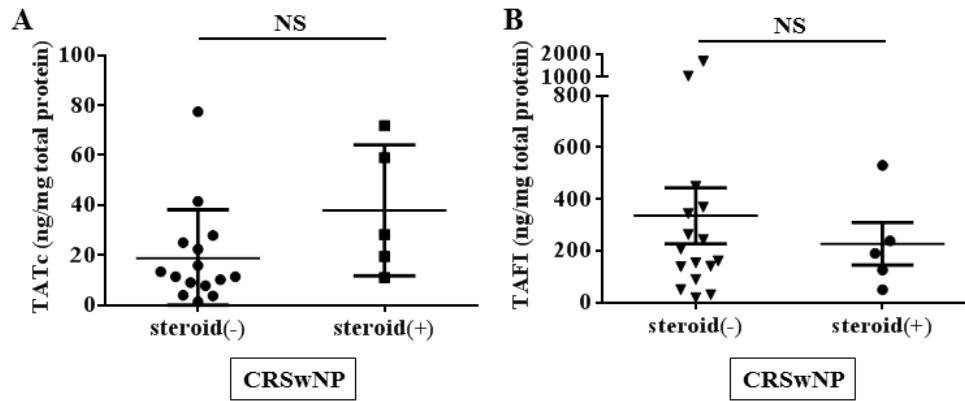 A
NS
TATc (ng/mg total protein)
100
80
60
40
20
0
steroid(-)
steroid(+)
CRSwNP
B
NS
TAFI (ng/mg total protein)
2000
1000
800
600
400
200
0
steroid(-)
steroid(+)
CRSwNP